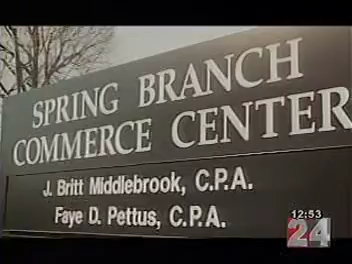 SPRING BRANCH
COMMERCE CENTER
J. Britt Middlebrook, C.P.A.
Faye D. Pettus, C.P.A.
12:53
24